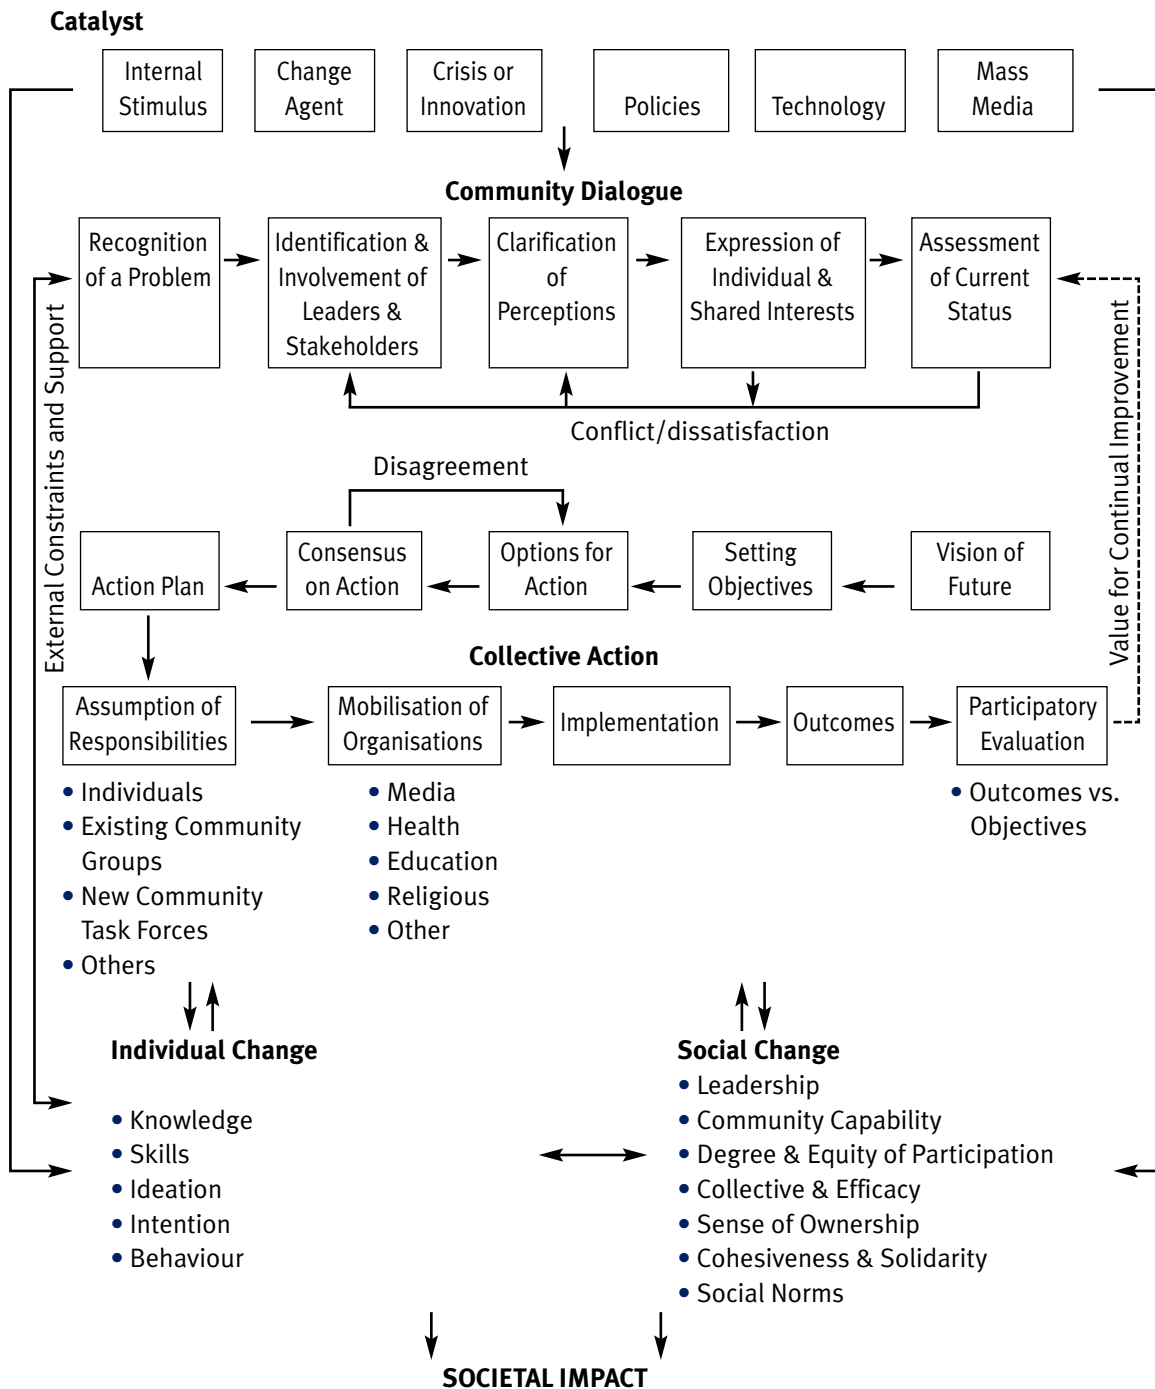 Catalyst
Internal
Stimulus
Change
Agent
Crisis or
Innovation
Policies
Technology
Mass
Media
Community Dialogue
Recognition
of a Problem
Identification &
Involvement of
Leaders &
Stakeholders
Clarification
of
Perceptions
Expression of
Individual &
Shared Interests
Assessment
of Current
Status
Conflict/dissatisfaction
External Constraints and Support
Value for Continual Improvement
Disagreement
Action Plan
Consensus
on Action
Options for
Action
Setting
Objectives
Vision of
Future
Collective Action
Assumption of
Responsibilities
Mobilisation of
Organisations
Implementation
Outcomes
Participatory
Evaluation
• Individuals
• Existing Community
Groups
• New Community
Task Forces
• Others
• Media
• Health
• Education
• Religious
• Other
• Outcomes vs.
Objectives
Individual Change
• Knowledge
• Skills
• Ideation
• Intention
• Behaviour
Social Change
• Leadership
• Community Capability
• Degree & Equity of Participation
• Collective & Efficacy
• Sense of Ownership
• Cohesiveness & Solidarity
• Social Norms
SOCIETAL IMPACT